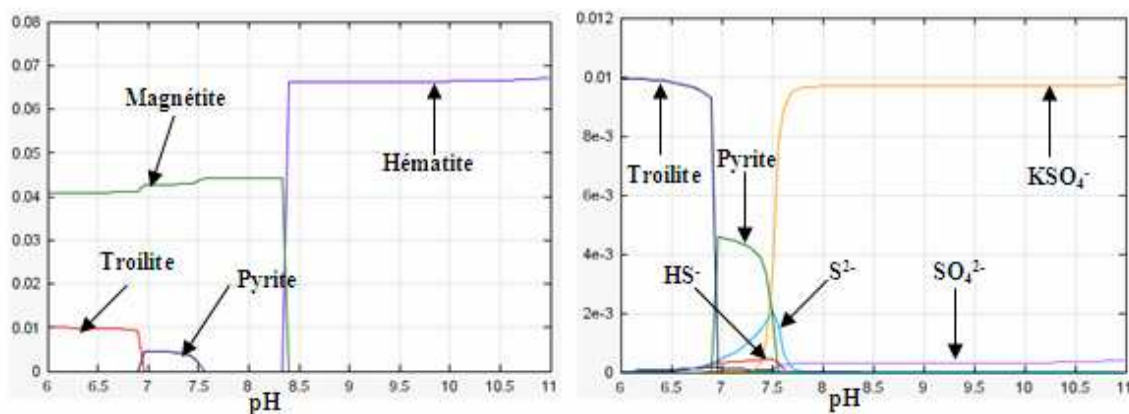 0.08
0.07
0.06
0.05
0.04
0.03
0.02
0.01
0
Magnétite
Hématite
Troilite
Pyrite
6 6.5 7 7.5 8 8.5 9 9.5 10 10.5 11
pH
0.012
0.01
8e-3
6e-3
4e-3
2e-3
0
Troilite
Pyrite
KSO₄⁻
HS⁻
S²⁻
SO₄²⁻
6 6.5 7 7.5 8 8.5 9 9.5 10 10.5 11
pH